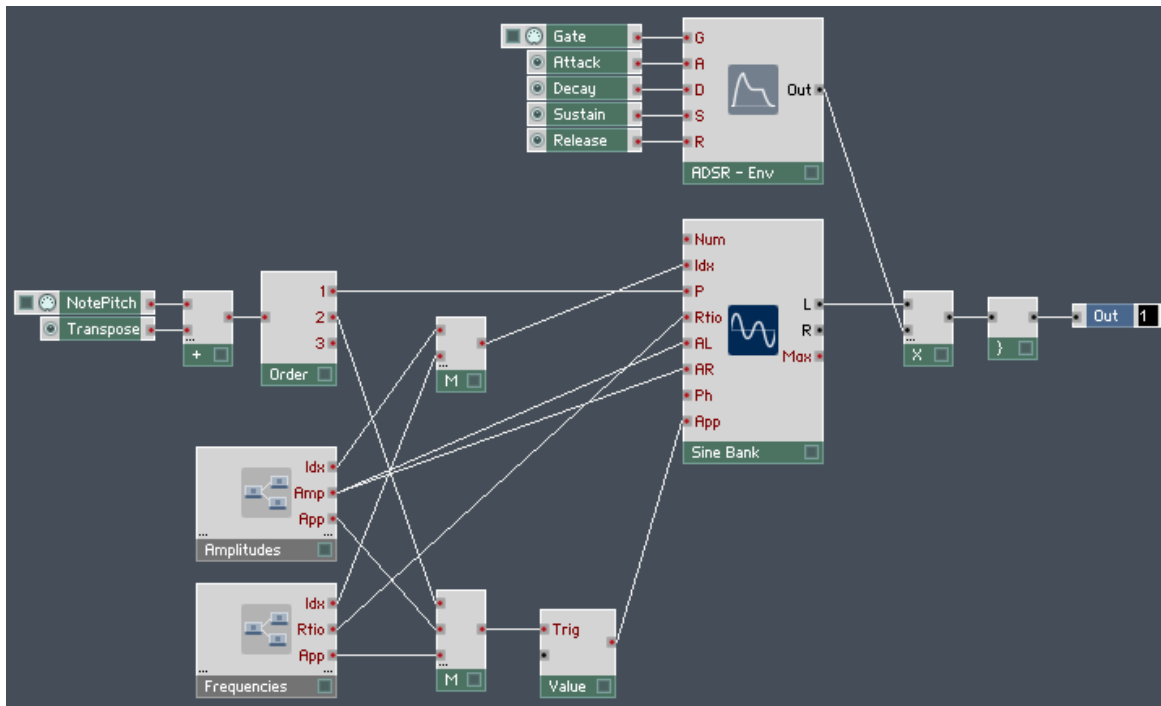 Gate
Attack
Decay
Sustain
Release
G
A
D
S
R
Out
ADSR - Env
NotePitch
Transpose
...
+
1
2
3
Order
...
M
Num
Idx
P
Rtio
AL
AR
Ph
App
L
R
Max
Sine Bank
...
X
}
Out 1
Idx
Amp
App
... ...
Amplitudes
Idx
Rtio
App
... ...
Frequencies
...
M
Trig
Value